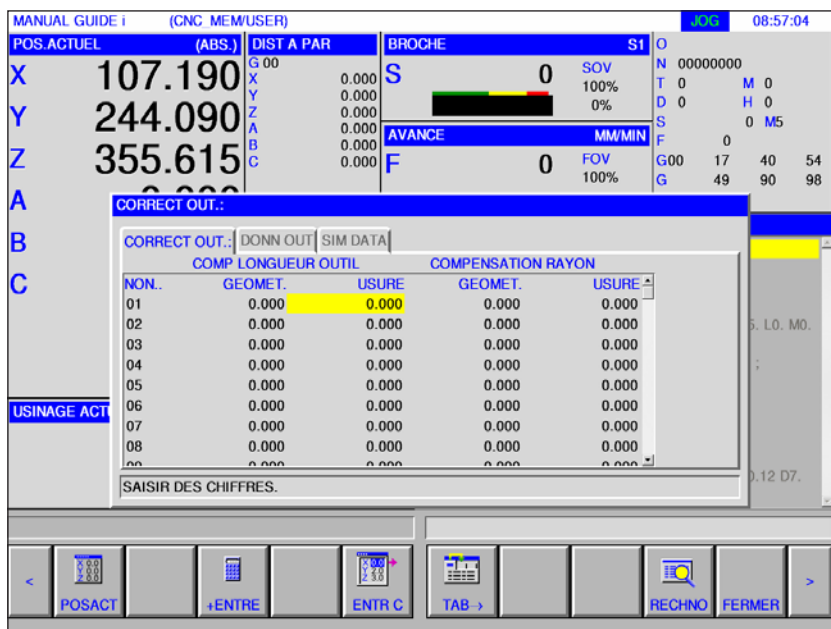 MANUAL GUIDE i (CNC_MEM/USER) JOG 08:57:04
POS.ACTUEL (ABS.) DIST A PAR BROCHE S1 O
X 107.190
Y 244.090
Z 355.615
A
B
C
G 00
X 0.000
Y 0.000
Z 0.000
A 0.000
B 0.000
C 0.000
S 0 SOV
100%
0%
AVANCE MM/MIN
F 0 FOV
100%
N 00000000
T 0 M 0
D 0 H 0
S 0 M5
F 0
G00 17 40 54
G 49 90 98
CORRECT OUT.:
CORRECT OUT.: DONN OUT SIM DATA
COMP LONGUEUR OUTIL COMPENSATION RAYON
NON.. GEOMET. USURE GEOMET. USURE
01 0.000 0.000 0.000 0.000
02 0.000 0.000 0.000 0.000
03 0.000 0.000 0.000 0.000
04 0.000 0.000 0.000 0.000
05 0.000 0.000 0.000 0.000
06 0.000 0.000 0.000 0.000
07 0.000 0.000 0.000 0.000
08 0.000 0.000 0.000 0.000
SAISIR DES CHIFFRES.
USINAGE ACT
L0. M0.
;
0.12 D7.
< POSACT +ENTRE ENTR C TAB→ RECHNO FERMER >